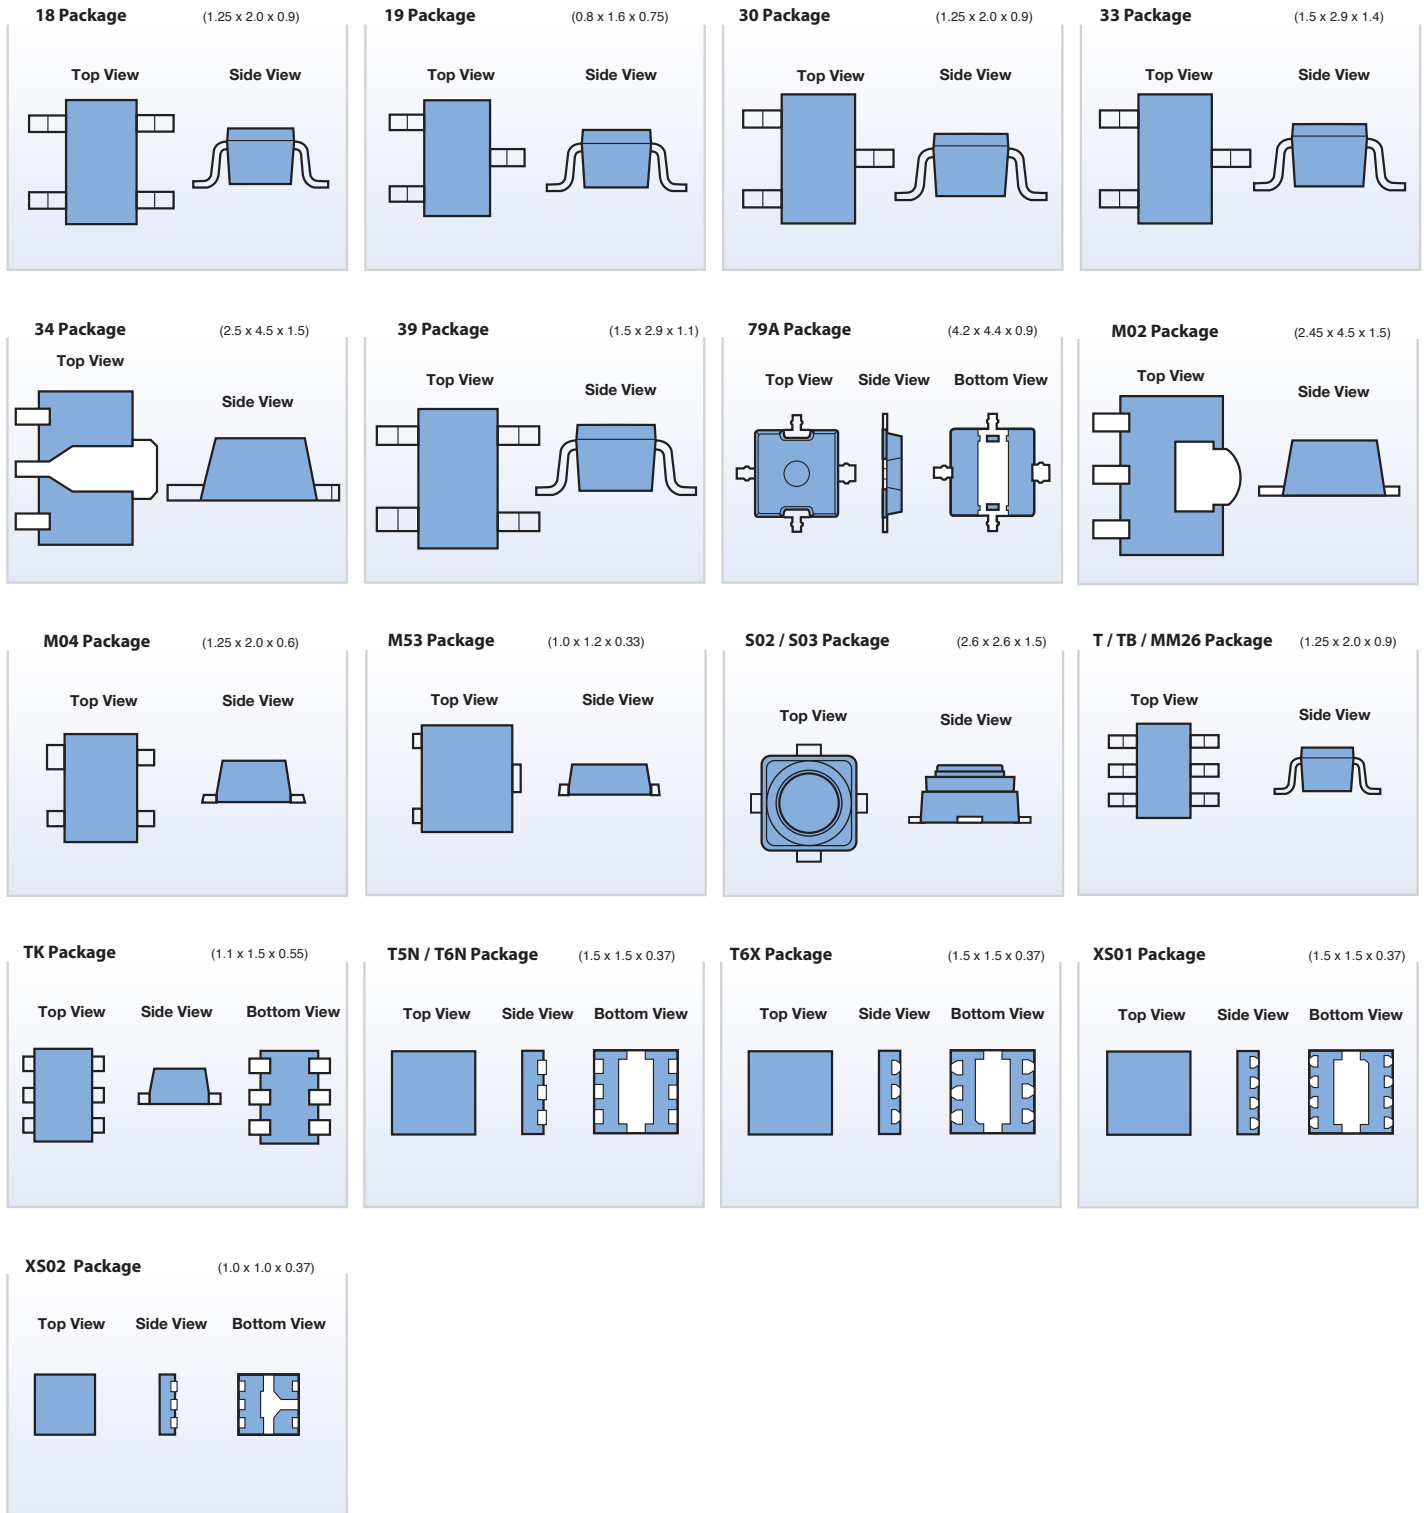 18 Package (1.25 x 2.0 x 0.9)
Top View Side View
19 Package (0.8 x 1.6 x 0.75)
Top View Side View
30 Package (1.25 x 2.0 x 0.9)
Top View Side View
33 Package (1.5 x 2.9 x 1.4)
Top View Side View
34 Package (2.5 x 4.5 x 1.5)
Top View
Side View
39 Package (1.5 x 2.9 x 1.1)
Top View
Side View
79A Package (4.2 x 4.4 x 0.9)
Top View Side View Bottom View
M02 Package (2.45 x 4.5 x 1.5)
Top View
Side View
M04 Package (1.25 x 2.0 x 0.6)
Top View Side View
M53 Package (1.0 x 1.2 x 0.33)
Top View Side View
S02 / S03 Package (2.6 x 2.6 x 1.5)
Top View
Side View
T / TB / MM26 Package (1.25 x 2.0 x 0.9)
Top View
Side View
TK Package (1.1 x 1.5 x 0.55)
Top View Side View Bottom View
T5N / T6N Package (1.5 x 1.5 x 0.37)
Top View Side View Bottom View
T6X Package (1.5 x 1.5 x 0.37)
Top View Side View Bottom View
XS01 Package (1.5 x 1.5 x 0.37)
Top View Side View Bottom View
XS02 Package (1.0 x 1.0 x 0.37)
Top View Side View Bottom View